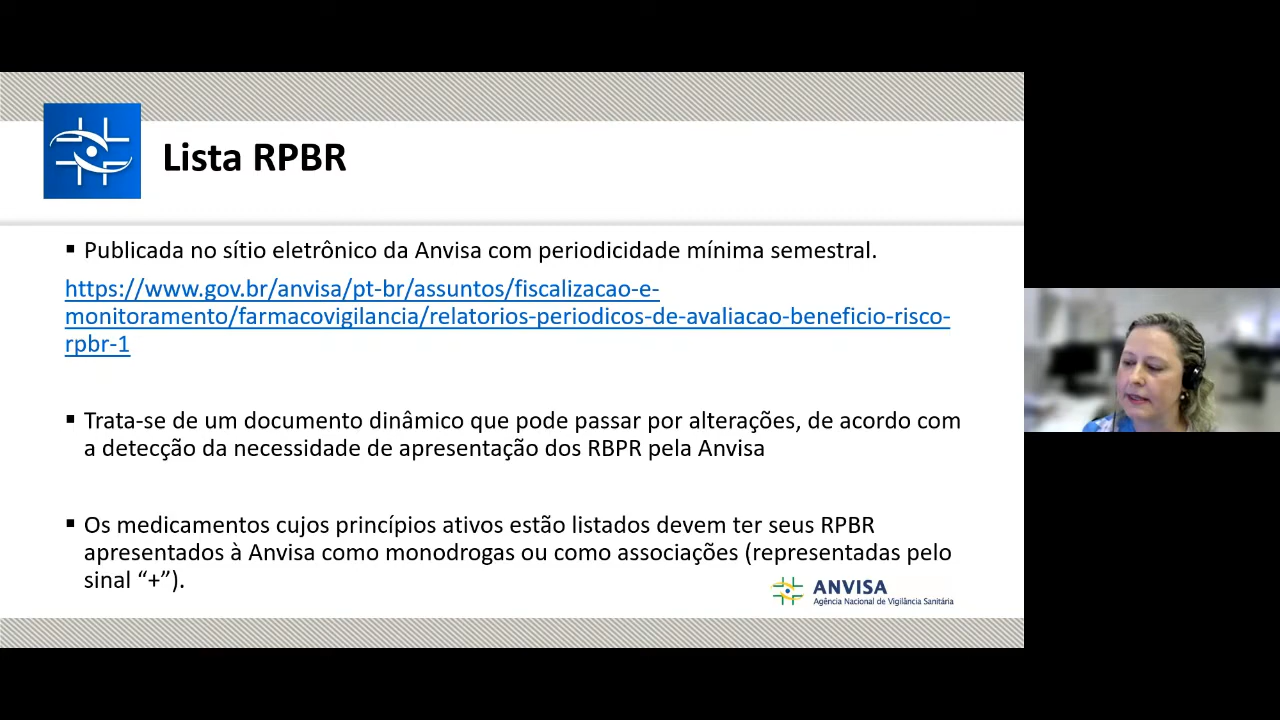 Lista RPBR
▪ Publicada no sítio eletrônico da Anvisa com periodicidade mínima semestral.
https://www.gov.br/anvisa/pt-br/assuntos/fiscalizacao-e-
monitoramento/farmacovigilancia/relatorios-periodicos-de-avaliacao-beneficio-risco-
rpbr-1
▪ Trata-se de um documento dinâmico que pode passar por alterações, de acordo com
a detecção da necessidade de apresentação dos RBPR pela Anvisa
▪ Os medicamentos cujos princípios ativos estão listados devem ter seus RPBR
apresentados à Anvisa como monodrogas ou como associações (representadas pelo
sinal “+”).
ANVISA
Agência Nacional de Vigilância Sanitária